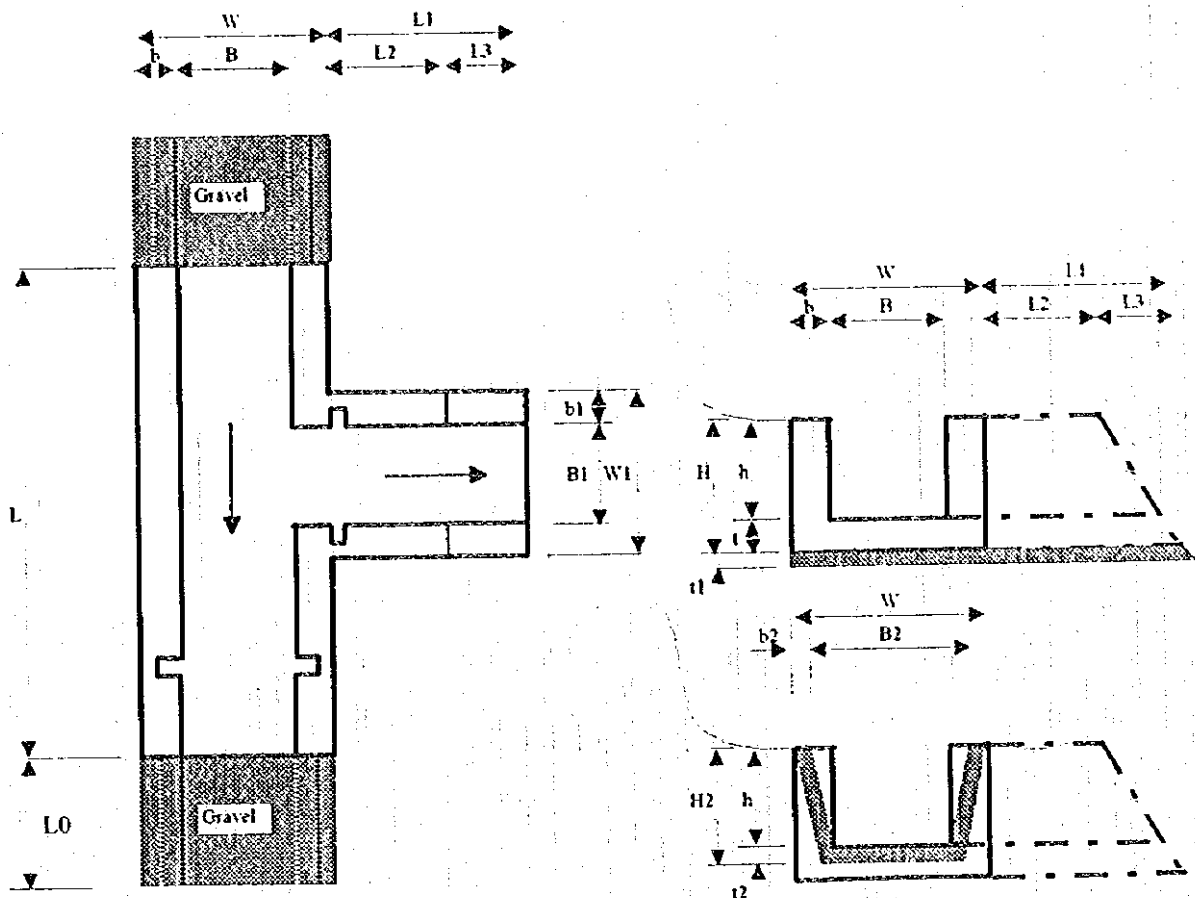 W L1
b B L2 L3
Gravel
L
b1
B1 W1
Gravel
L0
W L1
b B L2 L3
H h
t
t1
W
b2 B2
H2 h
t2